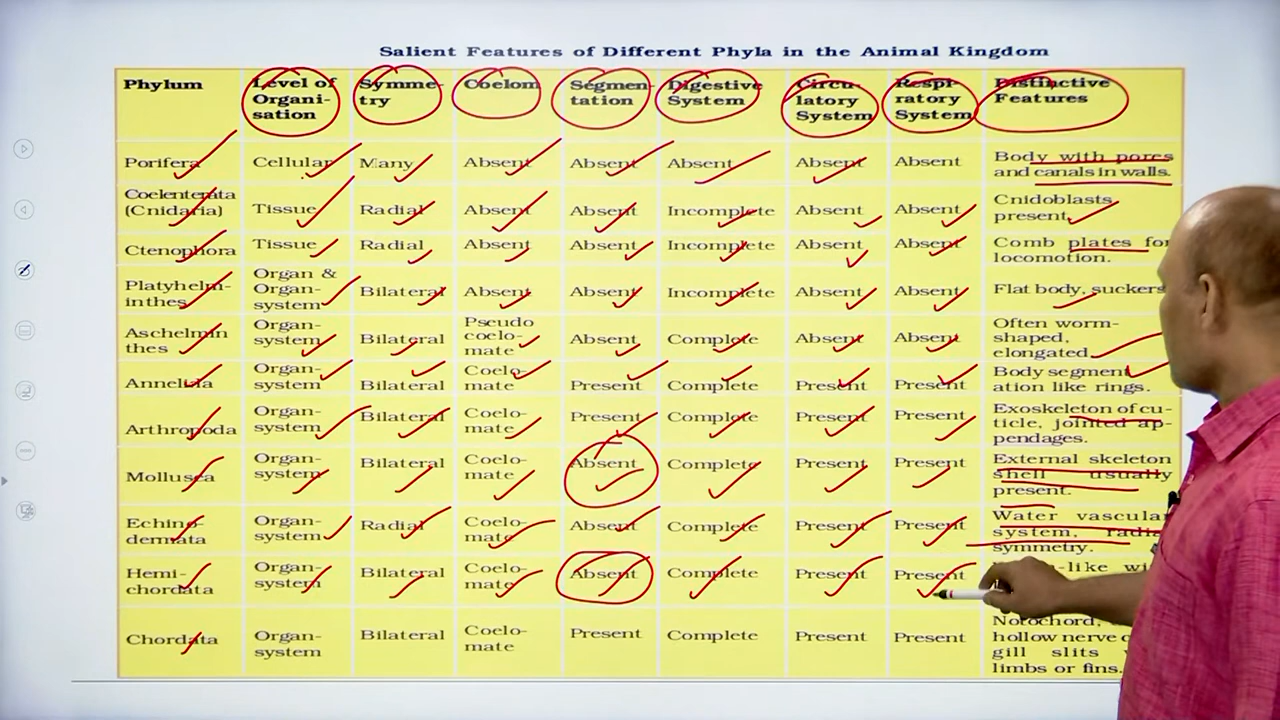 Salient Features of Different Phyla in the Animal Kingdom
Phylum
Level of
Organi-
sation
Symme-
try
Coelom
Segmen-
tation
Digestive
System
Circu-
latory
System
Respi-
ratory
System
Distinctive
Features
Porifera
Cellular
Many
Absent
Absent
Absent
Absent
Absent
Body with pores
and canals in walls.
Coelenterata
(Cnidaria)
Tissue
Radial
Absent
Absent
Incomplete
Absent
Absent
Cnidoblasts
present
Ctenophora
Tissue
Radial
Absent
Absent
Incomplete
Absent
Absent
Comb plates for
locomotion.
Platyhelm-
inthes
Organ &
Organ-
system
Bilateral
Absent
Absent
Incomplete
Absent
Absent
Flat body, suckers
Aschelmin
thes
Organ-
system
Bilateral
Pseudo
coelo-
mate
Absent
Complete
Absent
Absent
Often worm-
shaped,
elongated
Annelida
Organ-
system
Bilateral
Coelo-
mate
Present
Complete
Present
Present
Body segment
ation like rings.
Arthropoda
Organ-
system
Bilateral
Coelo-
mate
Present
Complete
Present
Present
Exoskeleton of cu-
ticle, jointed ap-
pendages.
Mollusca
Organ-
system
Bilateral
Coelo-
mate
Absent
Complete
Present
Present
External skeleton
shell usually
present.
Echino-
dermata
Organ-
system
Radial
Coelo-
mate
Absent
Complete
Present
Present
Water vascular
system, radial
symmetry.
Hemi-
chordata
Organ-
system
Bilateral
Coelo-
mate
Absent
Complete
Present
Present
-like
Chordata
Organ-
system
Bilateral
Coelo-
mate
Present
Complete
Present
Present
Notochord,
hollow nerve
gill slits
limbs or fins.